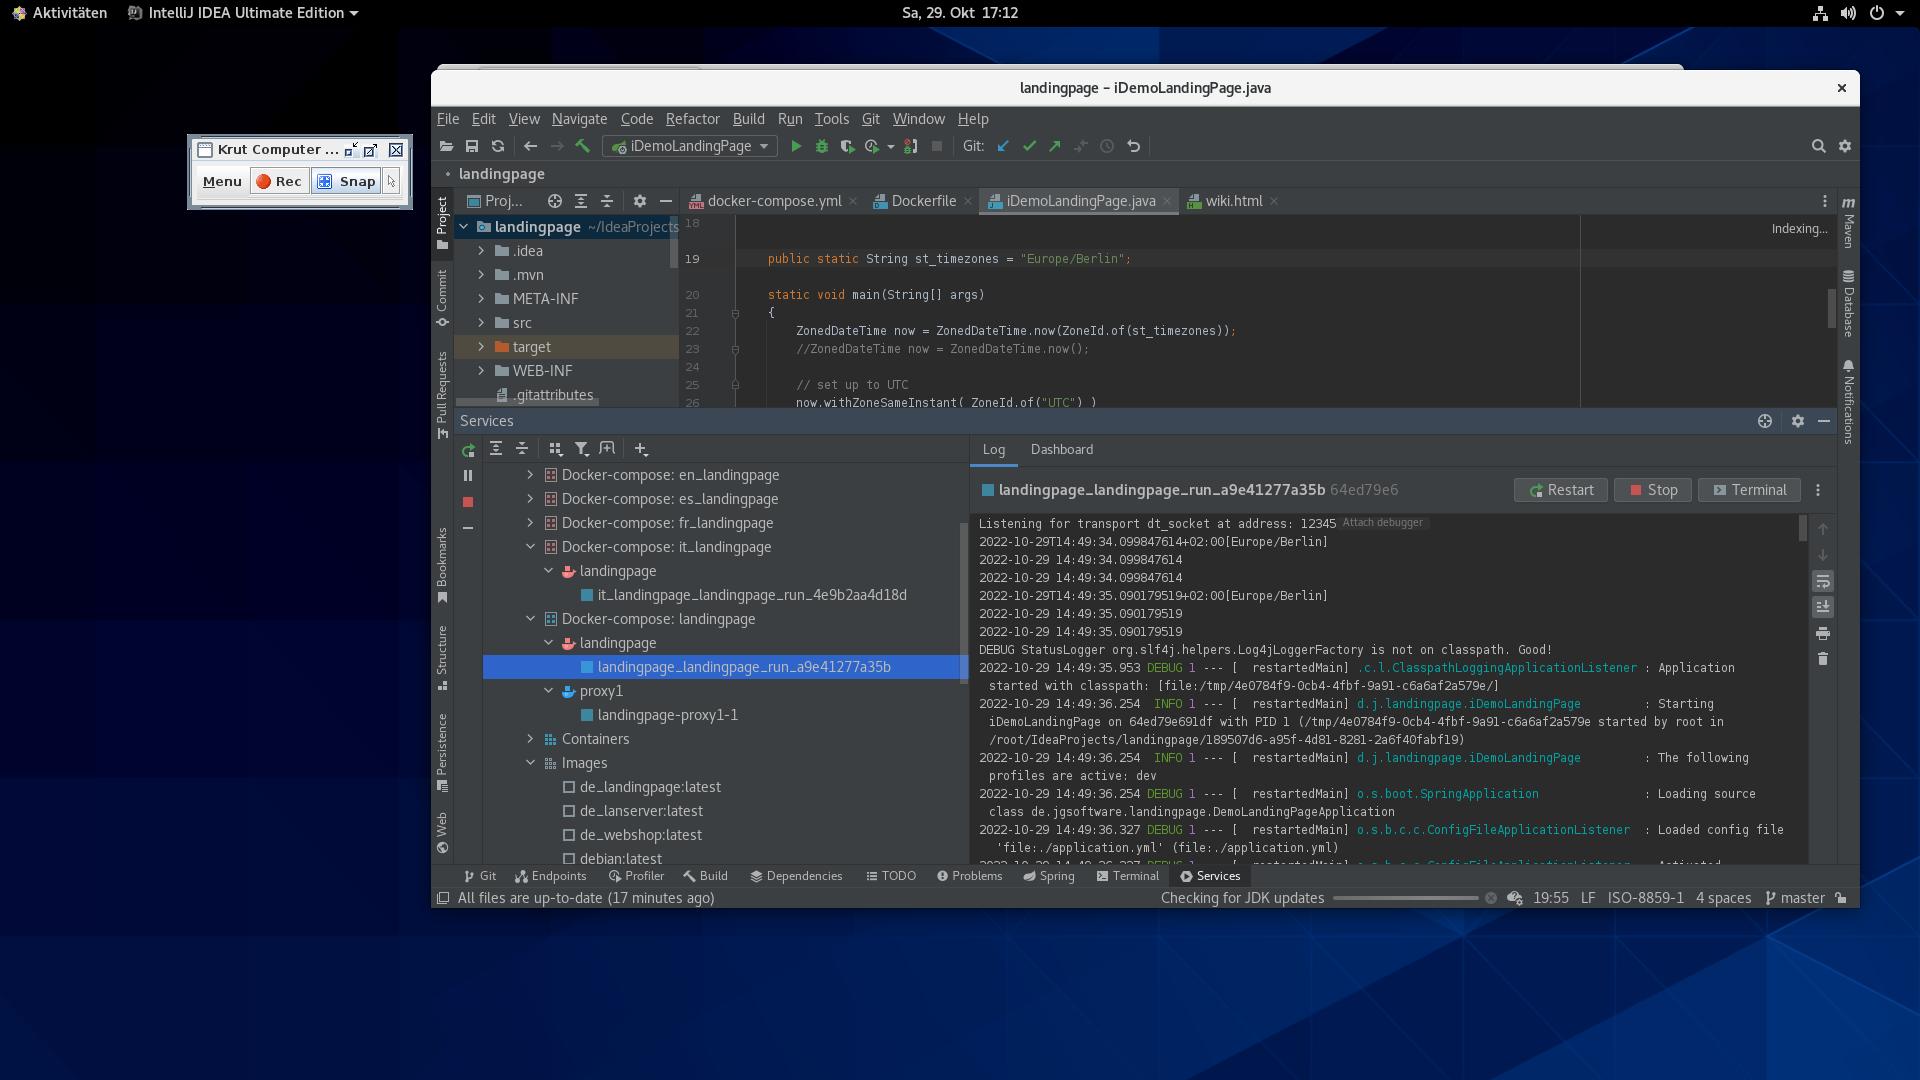 Aktivitäten IntelliJ IDEA Ultimate Edition Sa, 29. Okt 17:12
landingpage – iDemoLandingPage.java
File Edit View Navigate Code Refactor Build Run Tools Git Window Help
Krut Computer ...
Menu Rec Snap
iDemoLandingPage Git:
landingpage
Project
Commit
Pull Requests
Bookmarks
Structure
Persistence
Web
Proj...
landingpage ~/IdeaProjects
.idea
.mvn
META-INF
src
target
WEB-INF
.gitattributes
docker-compose.yml Dockerfile iDemoLandingPage.java wiki.html
Indexing...
18
19 public static String st_timezones = "Europe/Berlin";
20 static void main(String[] args)
21 {
22 ZonedDateTime now = ZonedDateTime.now(ZoneId.of(st_timezones));
23 //ZonedDateTime now = ZonedDateTime.now();
24
25 // set up to UTC
26 now.withZoneSameInstant( ZoneId.of("UTC") )
Maven
Database
Notifications
Services
Docker-compose: en_landingpage
Docker-compose: es_landingpage
Docker-compose: fr_landingpage
Docker-compose: it_landingpage
landingpage
it_landingpage_landingpage_run_4e9b2aa4d18d
Docker-compose: landingpage
landingpage
landingpage_landingpage_run_a9e41277a35b
proxy1
landingpage-proxy1-1
Containers
Images
de_landingpage:latest
de_lanserver:latest
de_webshop:latest
debian:latest
Log Dashboard
landingpage_landingpage_run_a9e41277a35b 64ed79e6 Restart Stop Terminal
Listening for transport dt_socket at address: 12345 Attach debugger
2022-10-29T14:49:34.099847614+02:00[Europe/Berlin]
2022-10-29 14:49:34.099847614
2022-10-29 14:49:34.099847614
2022-10-29T14:49:35.090179519+02:00[Europe/Berlin]
2022-10-29 14:49:35.090179519
2022-10-29 14:49:35.090179519
DEBUG StatusLogger org.slf4j.helpers.Log4jLoggerFactory is not on classpath. Good!
2022-10-29 14:49:35.953 DEBUG 1 --- [  restartedMain] .c.l.ClasspathLoggingApplicationListener : Application
started with classpath: [file:/tmp/4e0784f9-0cb4-4fbf-9a91-c6a6af2a579e/]
2022-10-29 14:49:36.254  INFO 1 --- [  restartedMain] d.j.landingpage.iDemoLandingPage         : Starting
iDemoLandingPage on 64ed79e691df with PID 1 (/tmp/4e0784f9-0cb4-4fbf-9a91-c6a6af2a579e started by root in
/root/IdeaProjects/landingpage/189507d6-a95f-4d81-8281-2a6f40fabf19)
2022-10-29 14:49:36.254  INFO 1 --- [  restartedMain] d.j.landingpage.iDemoLandingPage         : The following
profiles are active: dev
2022-10-29 14:49:36.254 DEBUG 1 --- [  restartedMain] o.s.boot.SpringApplication               : Loading source
class de.jgsoftware.landingpage.DemoLandingPageApplication
2022-10-29 14:49:36.327 DEBUG 1 --- [  restartedMain] o.s.b.c.c.ConfigFileApplicationListener  : Loaded config file
'file:./application.yml' (file:./application.yml)
2022-10-29 14:49:36.327 DEBUG 1 --- [  restartedMain] o.s.b.c.c.ConfigFileApplicationListener  : Activated
Git Endpoints Profiler Build Dependencies TODO Problems Spring Terminal Services
All files are up-to-date (17 minutes ago) Checking for JDK updates 19:55 LF ISO-8859-1 4 spaces master